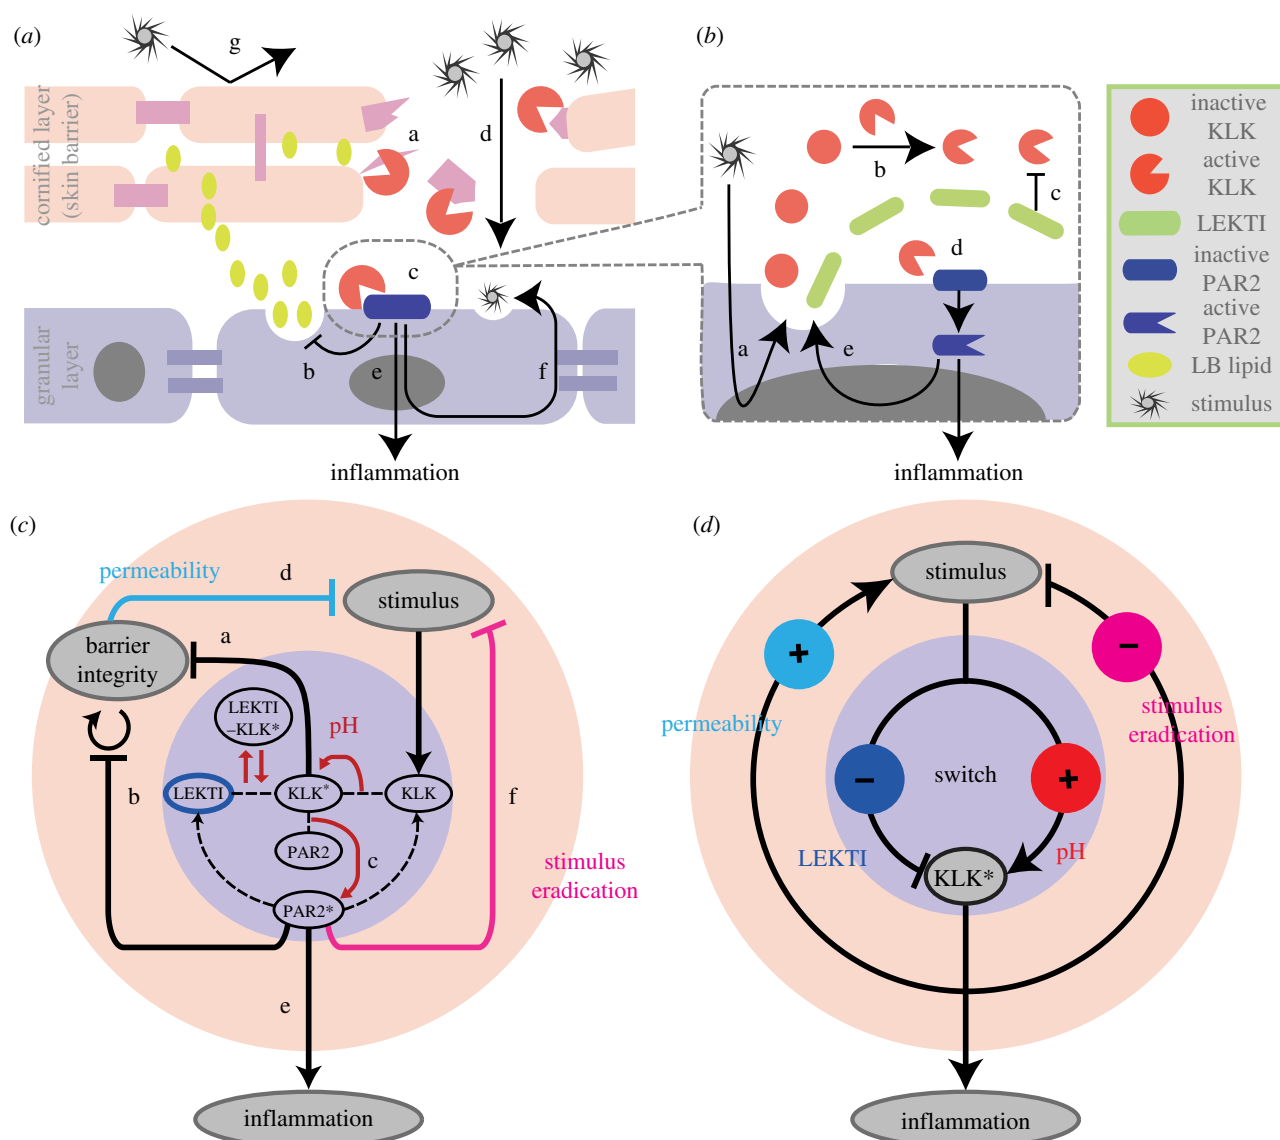 (a)
g
cornified layer
(skin barrier)
a
d
c
granular
layer
b
e
f
inflammation
(b)
b
c
d
a
e
inflammation
inactive
KLK
active
KLK
LEKTI
inactive
PAR2
active
PAR2
LB lipid
stimulus
(c)
permeability
d
stimulus
barrier
integrity
a
LEKTI
–KLK*
pH
LEKTI
KLK*
KLK
b
f
PAR2
c
stimulus
eradication
PAR2*
e
inflammation
(d)
stimulus
+
–
permeability
stimulus
eradication
–
switch
+
LEKTI
pH
KLK*
inflammation